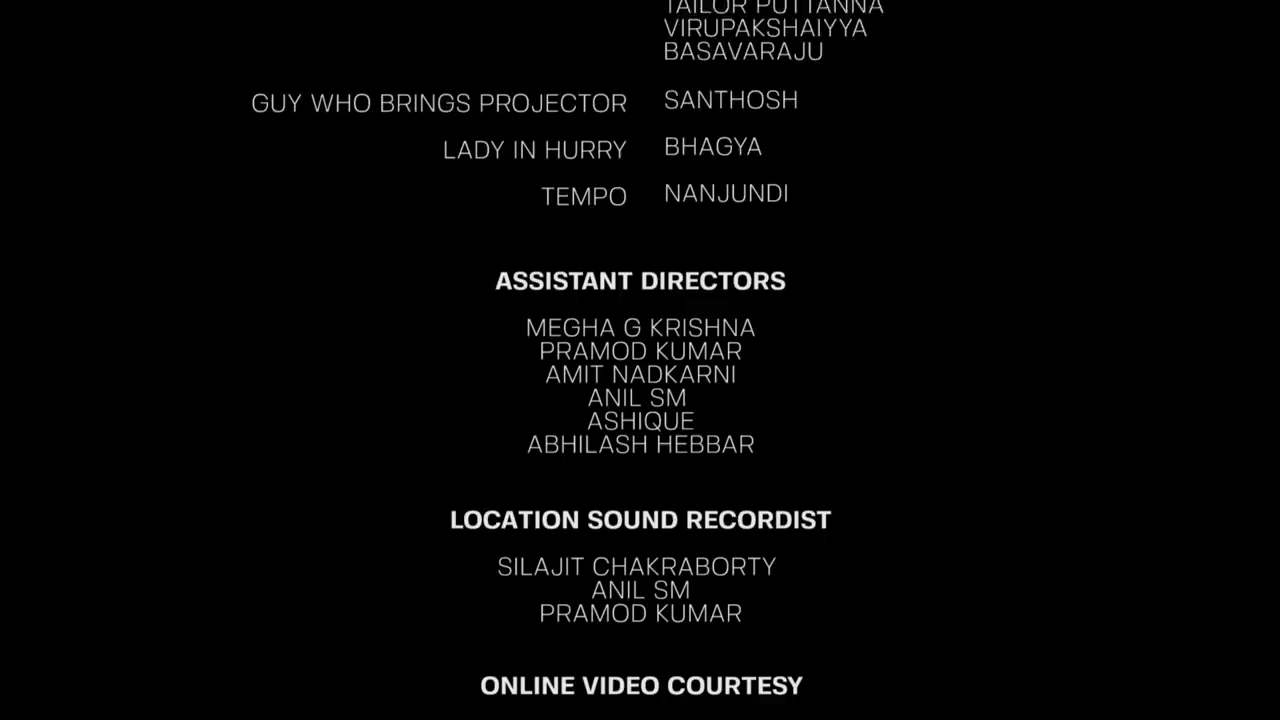 TAILOR PUTTANNA
VIRUPAKSHAIYYA
BASAVARAJU
GUY WHO BRINGS PROJECTOR SANTHOSH
LADY IN HURRY BHAGYA
TEMPO NANJUNDI
ASSISTANT DIRECTORS
MEGHA G KRISHNA
PRAMOD KUMAR
AMIT NADKARNI
ANIL SM
ASHIQUE
ABHILASH HEBBAR
LOCATION SOUND RECORDIST
SILAJIT CHAKRABORTY
ANIL SM
PRAMOD KUMAR
ONLINE VIDEO COURTESY